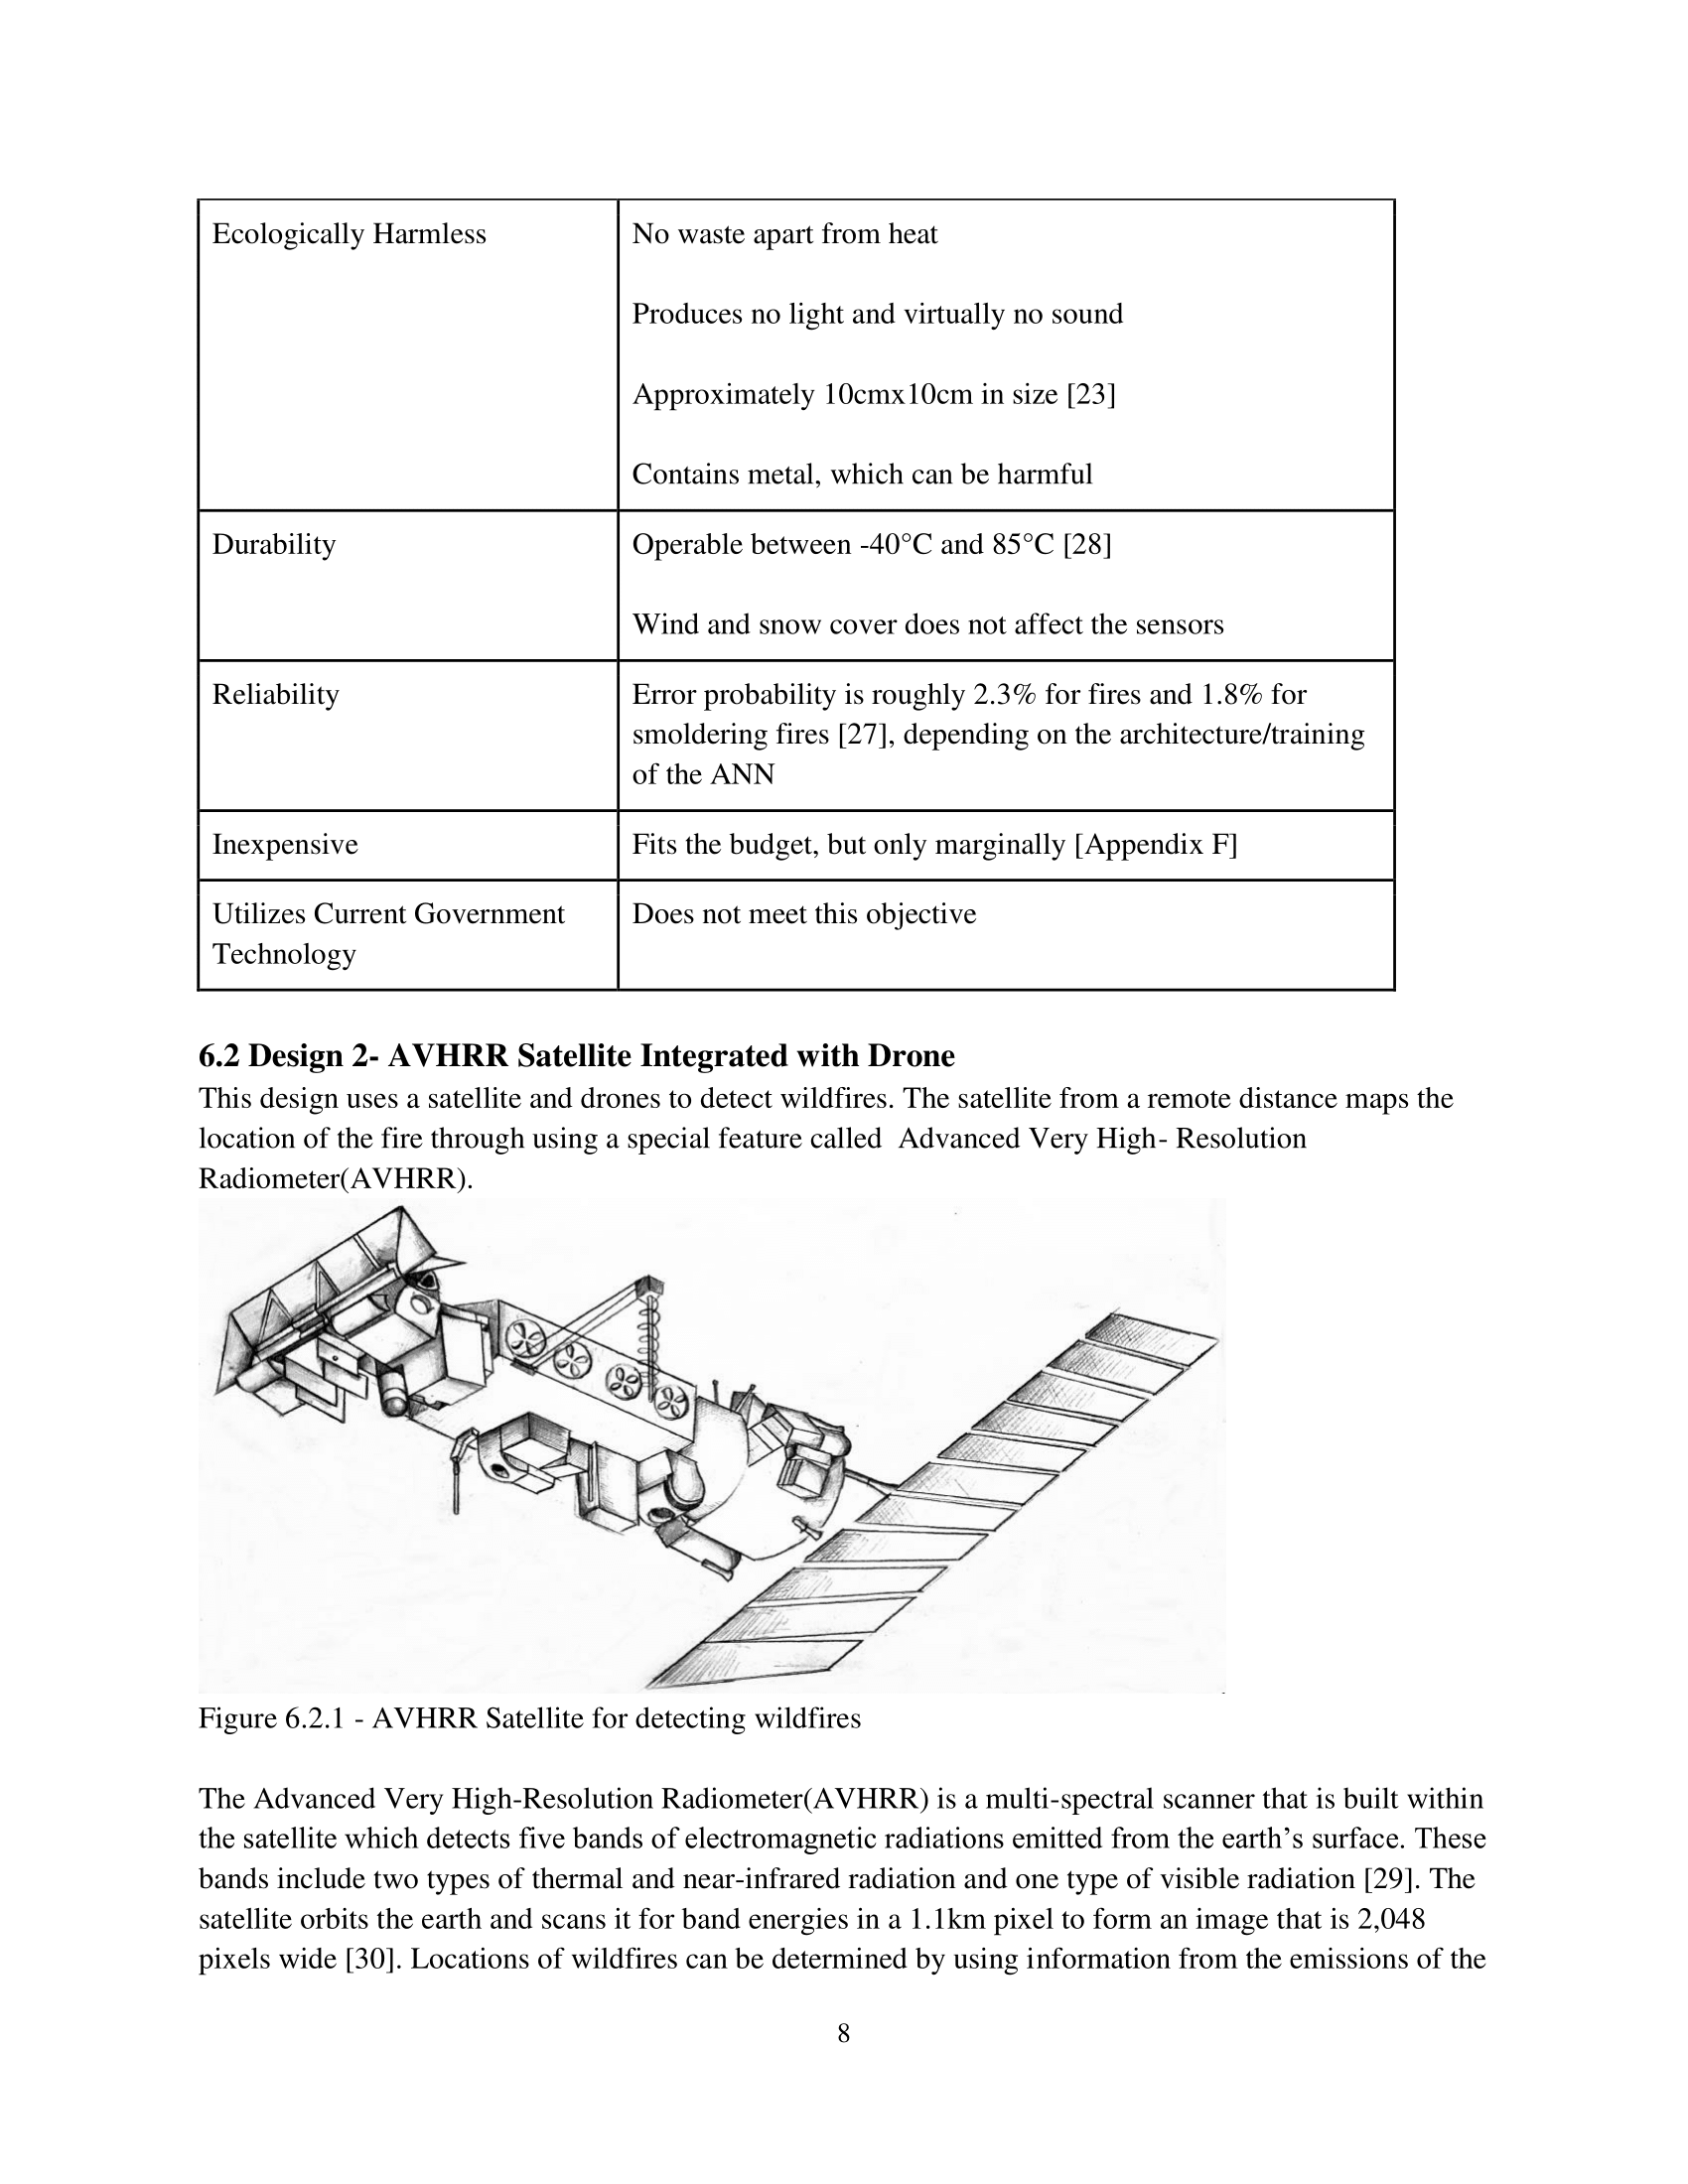 Ecologically Harmless
No waste apart from heat
Produces no light and virtually no sound
Approximately 10cmx10cm in size [23]
Contains metal, which can be harmful
Durability
Operable between -40°C and 85°C [28]
Wind and snow cover does not affect the sensors
Reliability
Error probability is roughly 2.3% for fires and 1.8% for
smoldering fires [27], depending on the architecture/training
of the ANN
Inexpensive
Fits the budget, but only marginally [Appendix F]
Utilizes Current Government
Technology
Does not meet this objective
6.2 Design 2- AVHRR Satellite Integrated with Drone
This design uses a satellite and drones to detect wildfires. The satellite from a remote distance maps the
location of the fire through using a special feature called  Advanced Very High- Resolution
Radiometer(AVHRR).
Figure 6.2.1 - AVHRR Satellite for detecting wildfires
The Advanced Very High-Resolution Radiometer(AVHRR) is a multi-spectral scanner that is built within
the satellite which detects five bands of electromagnetic radiations emitted from the earth’s surface. These
bands include two types of thermal and near-infrared radiation and one type of visible radiation [29]. The
satellite orbits the earth and scans it for band energies in a 1.1km pixel to form an image that is 2,048
pixels wide [30]. Locations of wildfires can be determined by using information from the emissions of the
8